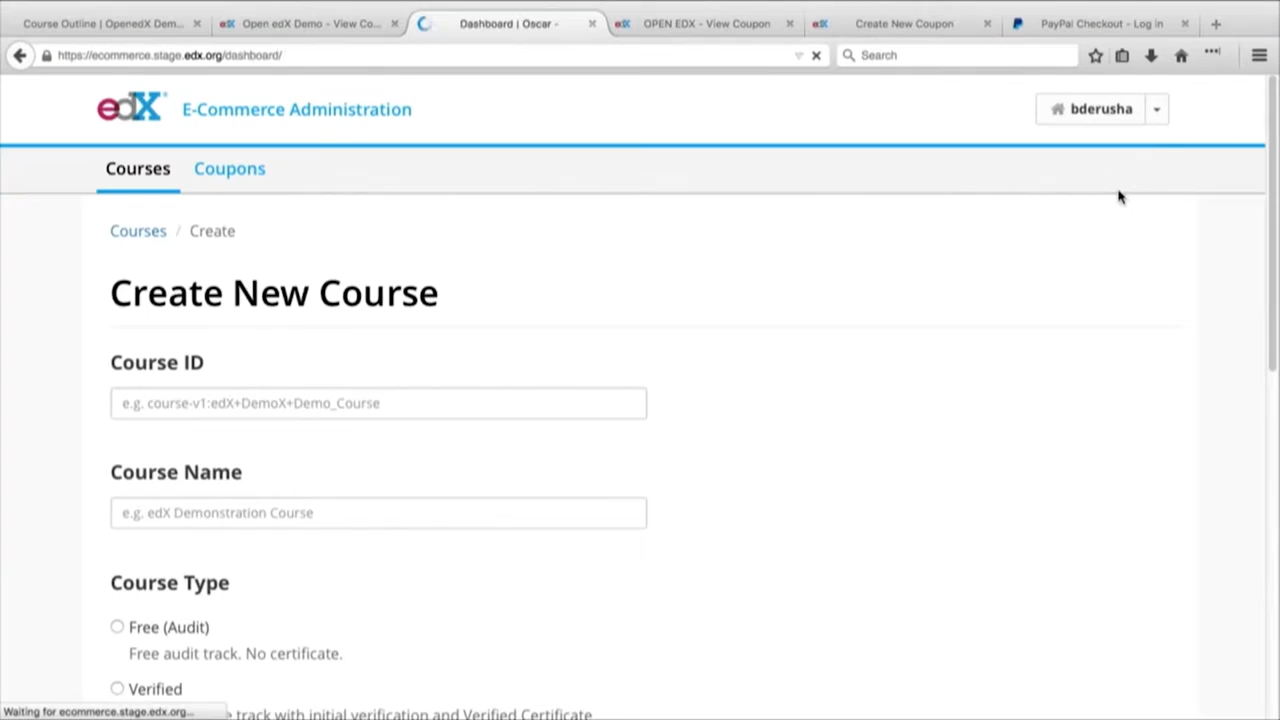 Course Outline | OpenedX Dem...
Open edX Demo - View Co...
Dashboard | Oscar -
OPEN EDX - View Coupon
Create New Coupon
PayPal Checkout - Log in
https://ecommerce.stage.edx.org/dashboard/
Search
edX E-Commerce Administration
bderusha
Courses Coupons
Courses / Create
Create New Course
Course ID
e.g. course-v1:edX+DemoX+Demo_Course
Course Name
e.g. edX Demonstration Course
Course Type
Free (Audit)
Free audit track. No certificate.
Verified
track with initial verification and Verified Certificate
Waiting for ecommerce.stage.edx.org...